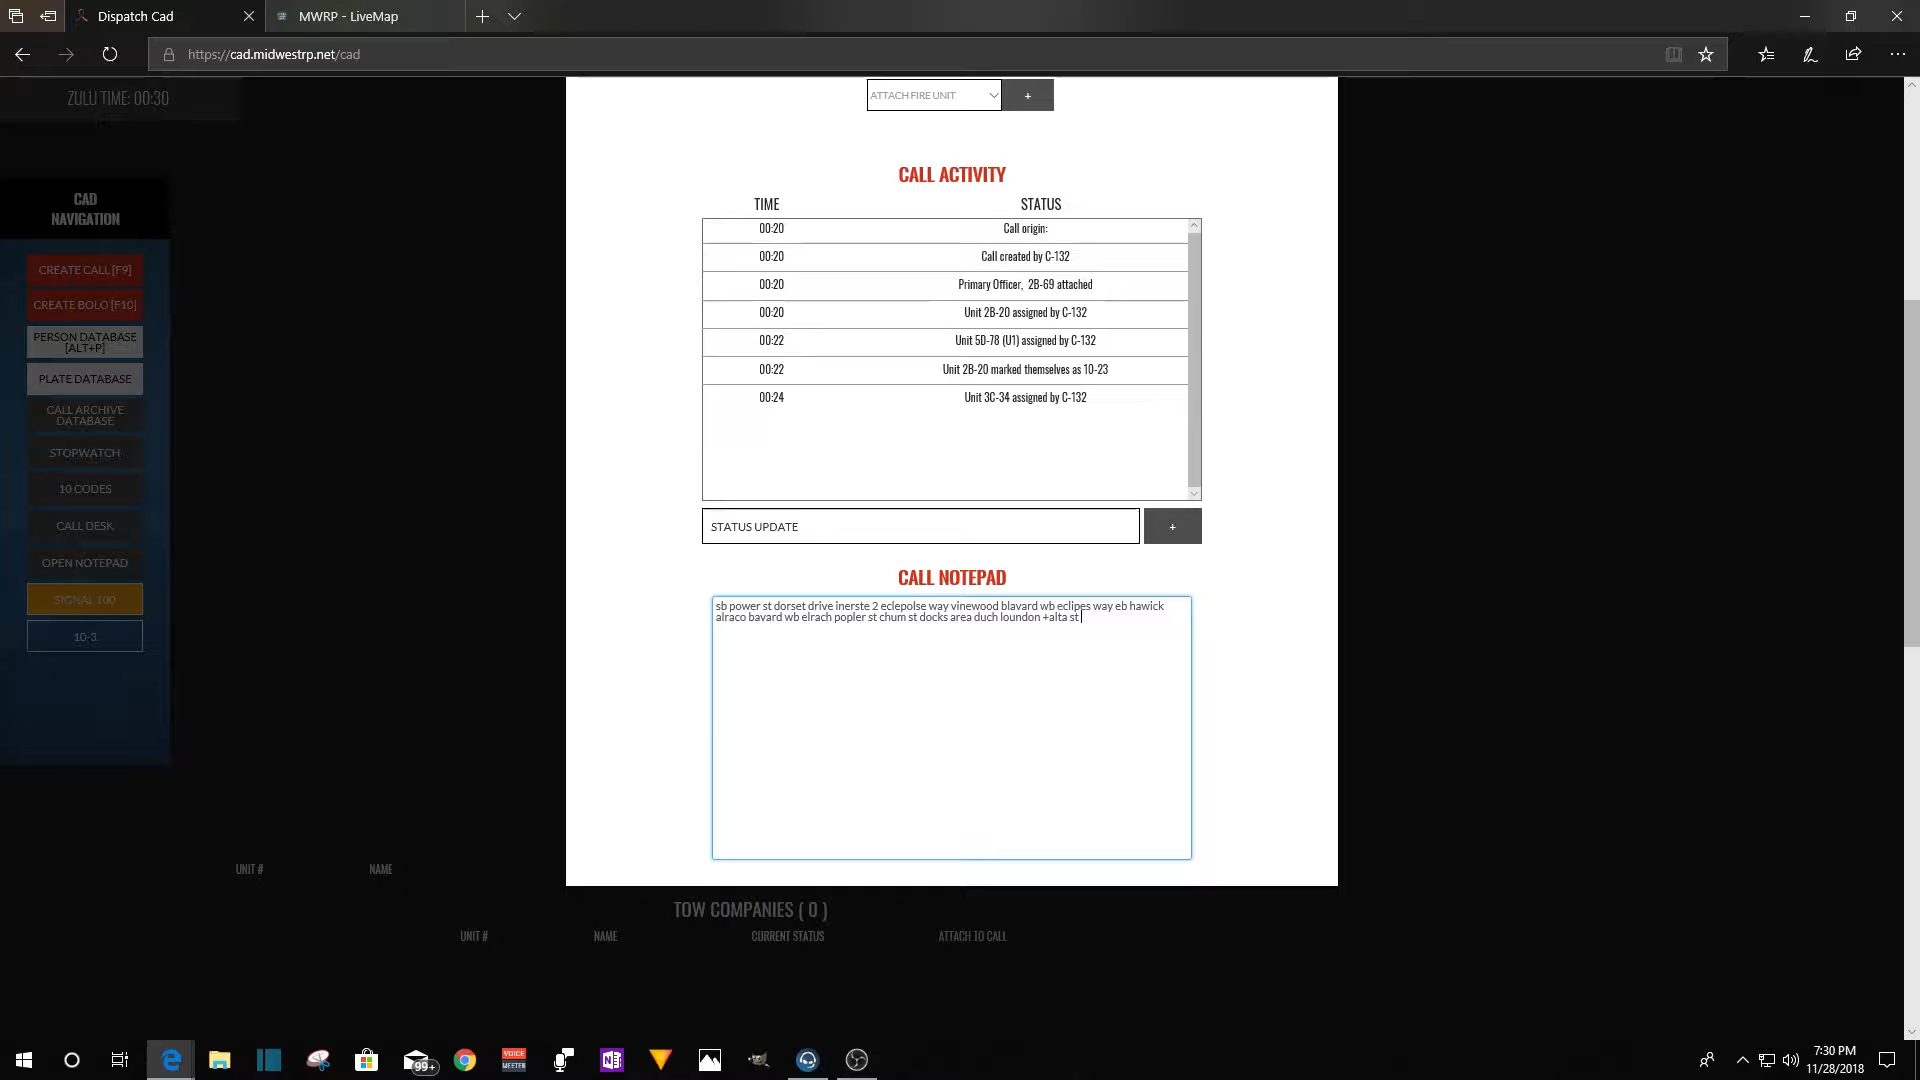 Dispatch Cad
MWRP - LiveMap
https://cad.midwestrp.net/cad
ZULU TIME: 00:30
CAD
NAVIGATION
CREATE CALL [F9]
CREATE BOLO [F10]
PERSON DATABASE
[ALT+P]
PLATE DATABASE
CALL ARCHIVE
DATABASE
STOPWATCH
10 CODES
CALL DESK
OPEN NOTEPAD
SIGNAL 100
10-3
ATTACH FIRE UNIT
+
CALL ACTIVITY
TIME STATUS
00:20 Call origin:
00:20 Call created by C-132
00:20 Primary Officer, 2B-69 attached
00:20 Unit 2B-20 assigned by C-132
00:22 Unit 5D-78 (U1) assigned by C-132
00:22 Unit 2B-20 marked themselves as 10-23
00:24 Unit 3C-34 assigned by C-132
STATUS UPDATE +
CALL NOTEPAD
sb power st dorset drive inerste 2 eclepolse way vinewood blavard wb eclipes way eb hawick
alraco bavard wb elrach popler st chum st docks area duch loundon +alta st
UNIT # NAME
TOW COMPANIES ( 0 )
UNIT # NAME CURRENT STATUS ATTACH TO CALL
99+
VOICE
MEETER
N
7:30 PM
11/28/2018